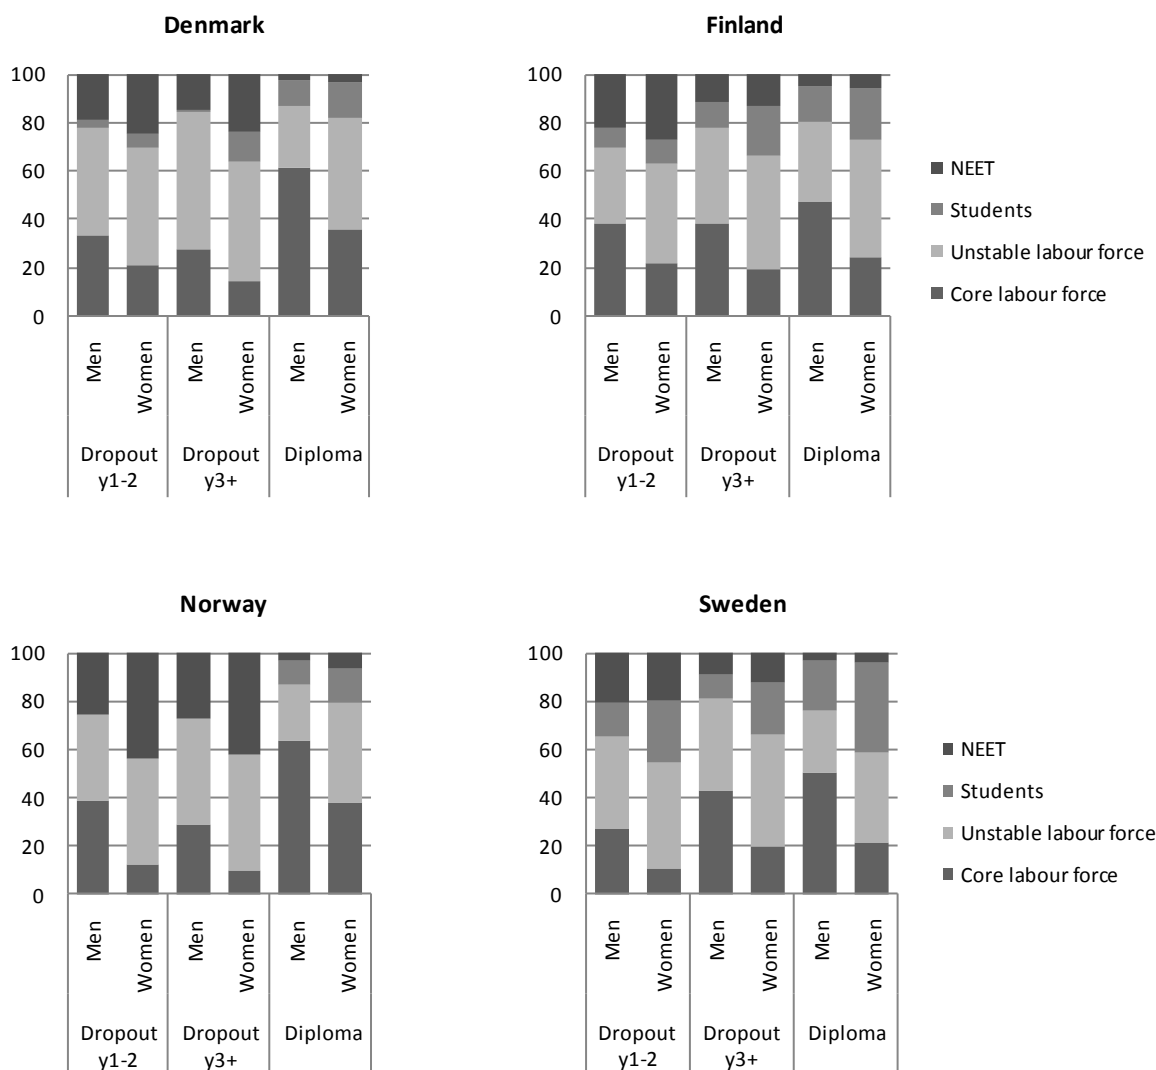 Denmark
100
80
60
40
20
0
Men
Women
Men
Women
Men
Women
Dropout
y1-2
Dropout
y3+
Diploma
Finland
100
80
60
40
20
0
Men
Women
Men
Women
Men
Women
Dropout
y1-2
Dropout
y3+
Diploma
NEET
Students
Unstable labour force
Core labour force
Norway
100
80
60
40
20
0
Men
Women
Men
Women
Men
Women
Dropout
y1-2
Dropout
y3+
Diploma
Sweden
100
80
60
40
20
0
Men
Women
Men
Women
Men
Women
Dropout
y1-2
Dropout
y3+
Diploma
NEET
Students
Unstable labour force
Core labour force